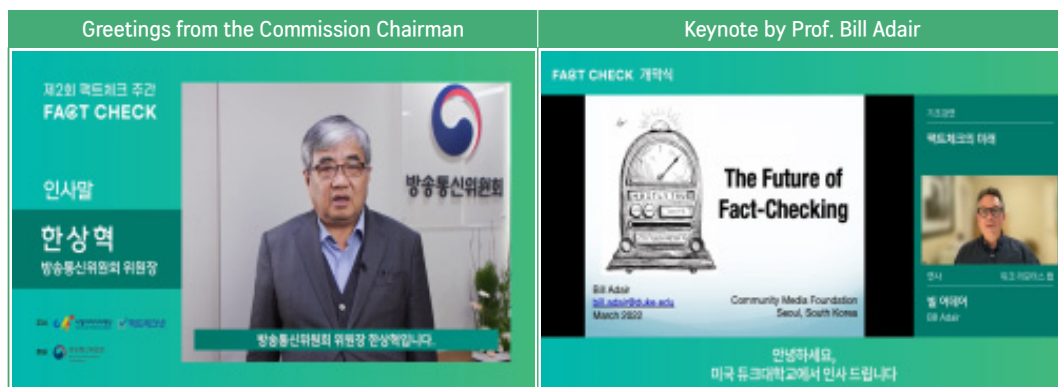 Greetings from the Commission Chairman
Keynote by Prof. Bill Adair
제2회 팩트체크 주간
FACT CHECK
인사말
한상혁
방송통신위원회 위원장
방송통신위원회
방송통신위원회 위원장 한상혁입니다.
FACT CHECK 개막식
The Future of
Fact-Checking
Bill Adair
bill.adair@duke.edu
March 2022
Community Media Foundation
Seoul, South Korea
기조강연
팩트체크의 미래
인사
빌 어데어
Bill Adair
안녕하세요,
미국 듀크대학교에서 인사 드립니다